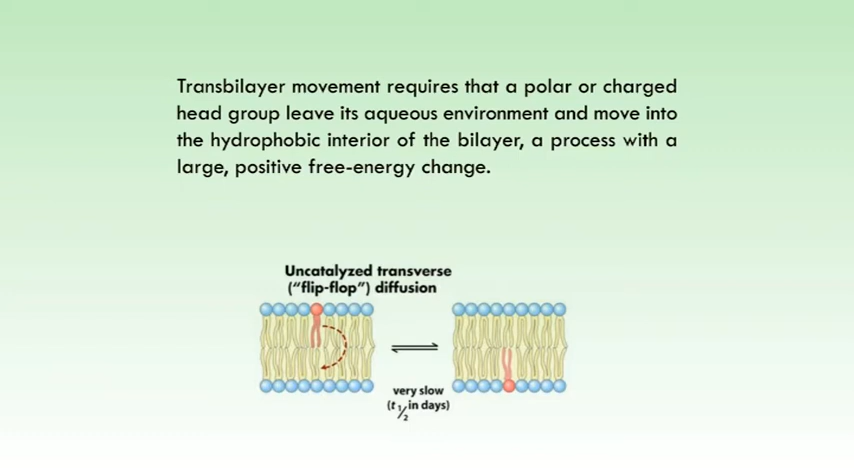 Transbilayer movement requires that a polar or charged
head group leave its aqueous environment and move into
the hydrophobic interior of the bilayer, a process with a
large, positive free-energy change.
Uncatalyzed transverse
("flip-flop") diffusion
very slow
(t 1/2 in days)